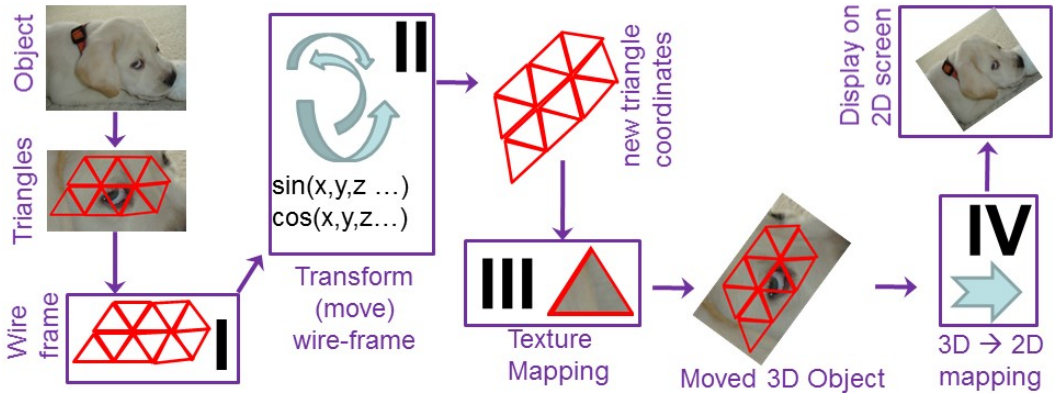 Object
Triangles
Wire
frame
I
II
sin(x,y,z ...)
cos(x,y,z...)
Transform
(move)
wire-frame
new triangle
coordinates
III
Texture
Mapping
Moved 3D Object
IV
3D → 2D
mapping
Display on
2D screen